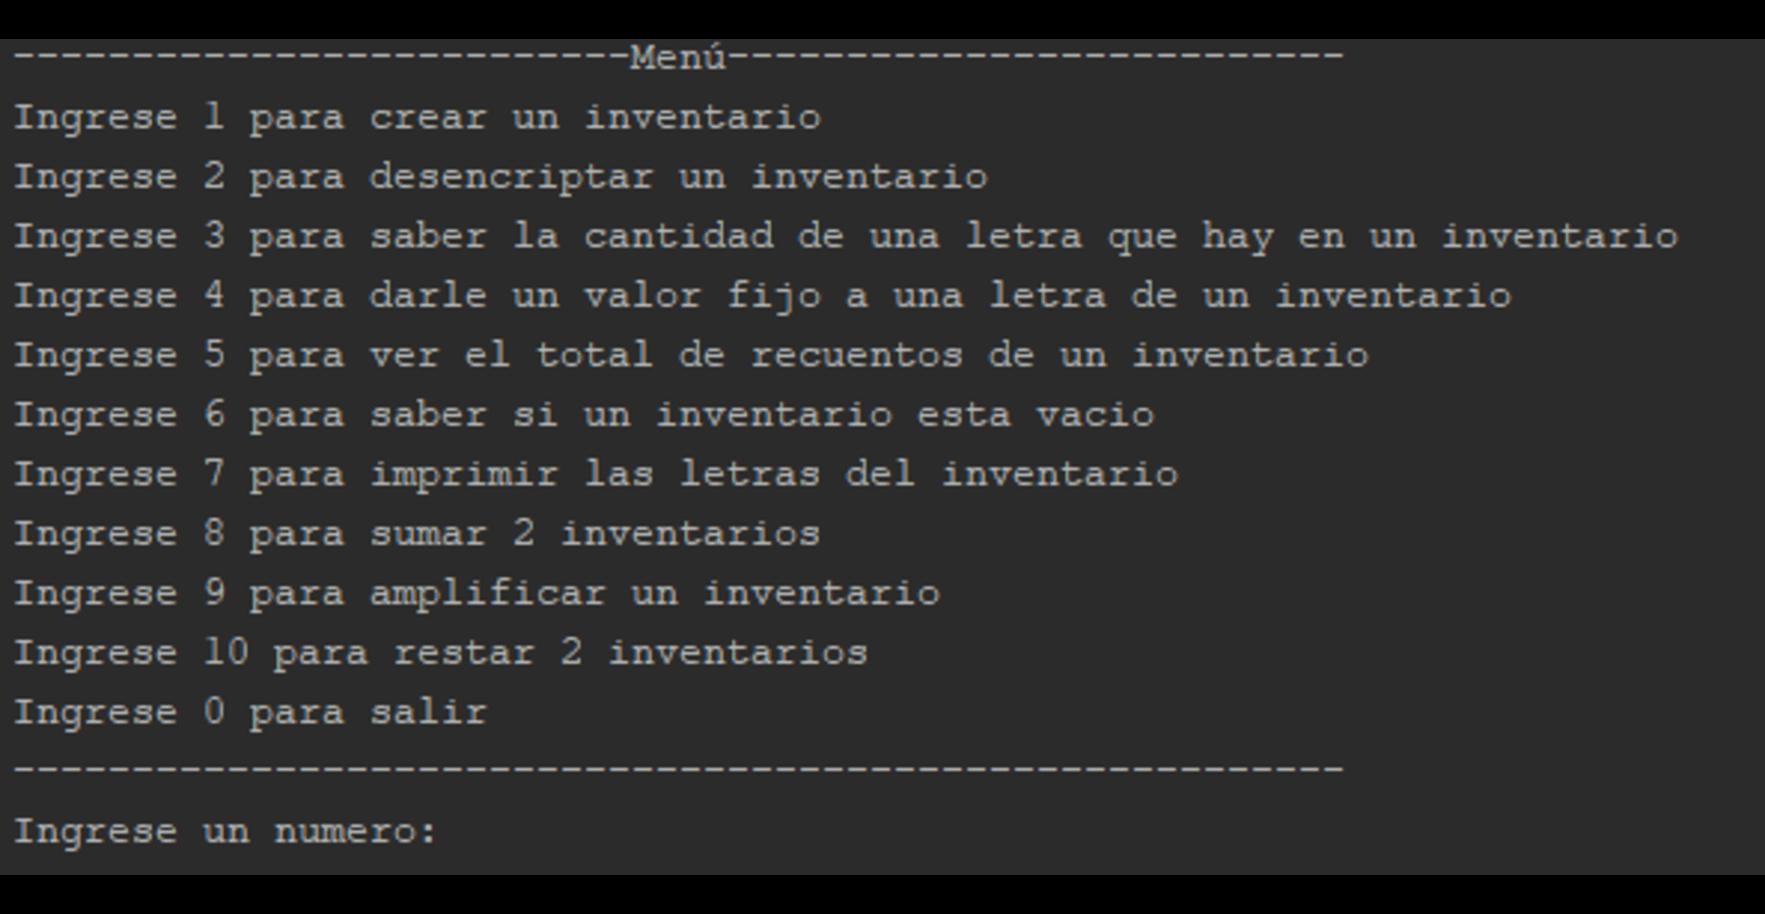 --------------------------Menú--------------------------
Ingrese 1 para crear un inventario
Ingrese 2 para desencriptar un inventario
Ingrese 3 para saber la cantidad de una letra que hay en un inventario
Ingrese 4 para darle un valor fijo a una letra de un inventario
Ingrese 5 para ver el total de recuentos de un inventario
Ingrese 6 para saber si un inventario esta vacio
Ingrese 7 para imprimir las letras del inventario
Ingrese 8 para sumar 2 inventarios
Ingrese 9 para amplificar un inventario
Ingrese 10 para restar 2 inventarios
Ingrese 0 para salir
--------------------------------------------------------
Ingrese un numero: